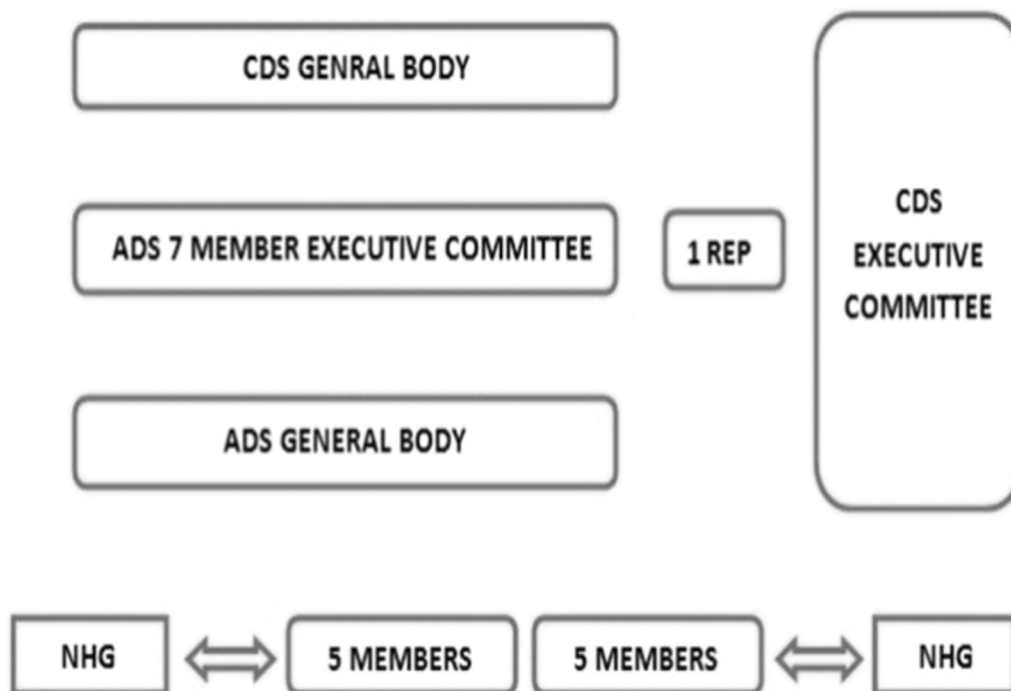 CDS GENRAL BODY
ADS 7 MEMBER EXECUTIVE COMMITTEE
1 REP
CDS
EXECUTIVE
COMMITTEE
ADS GENERAL BODY
NHG
5 MEMBERS
5 MEMBERS
NHG